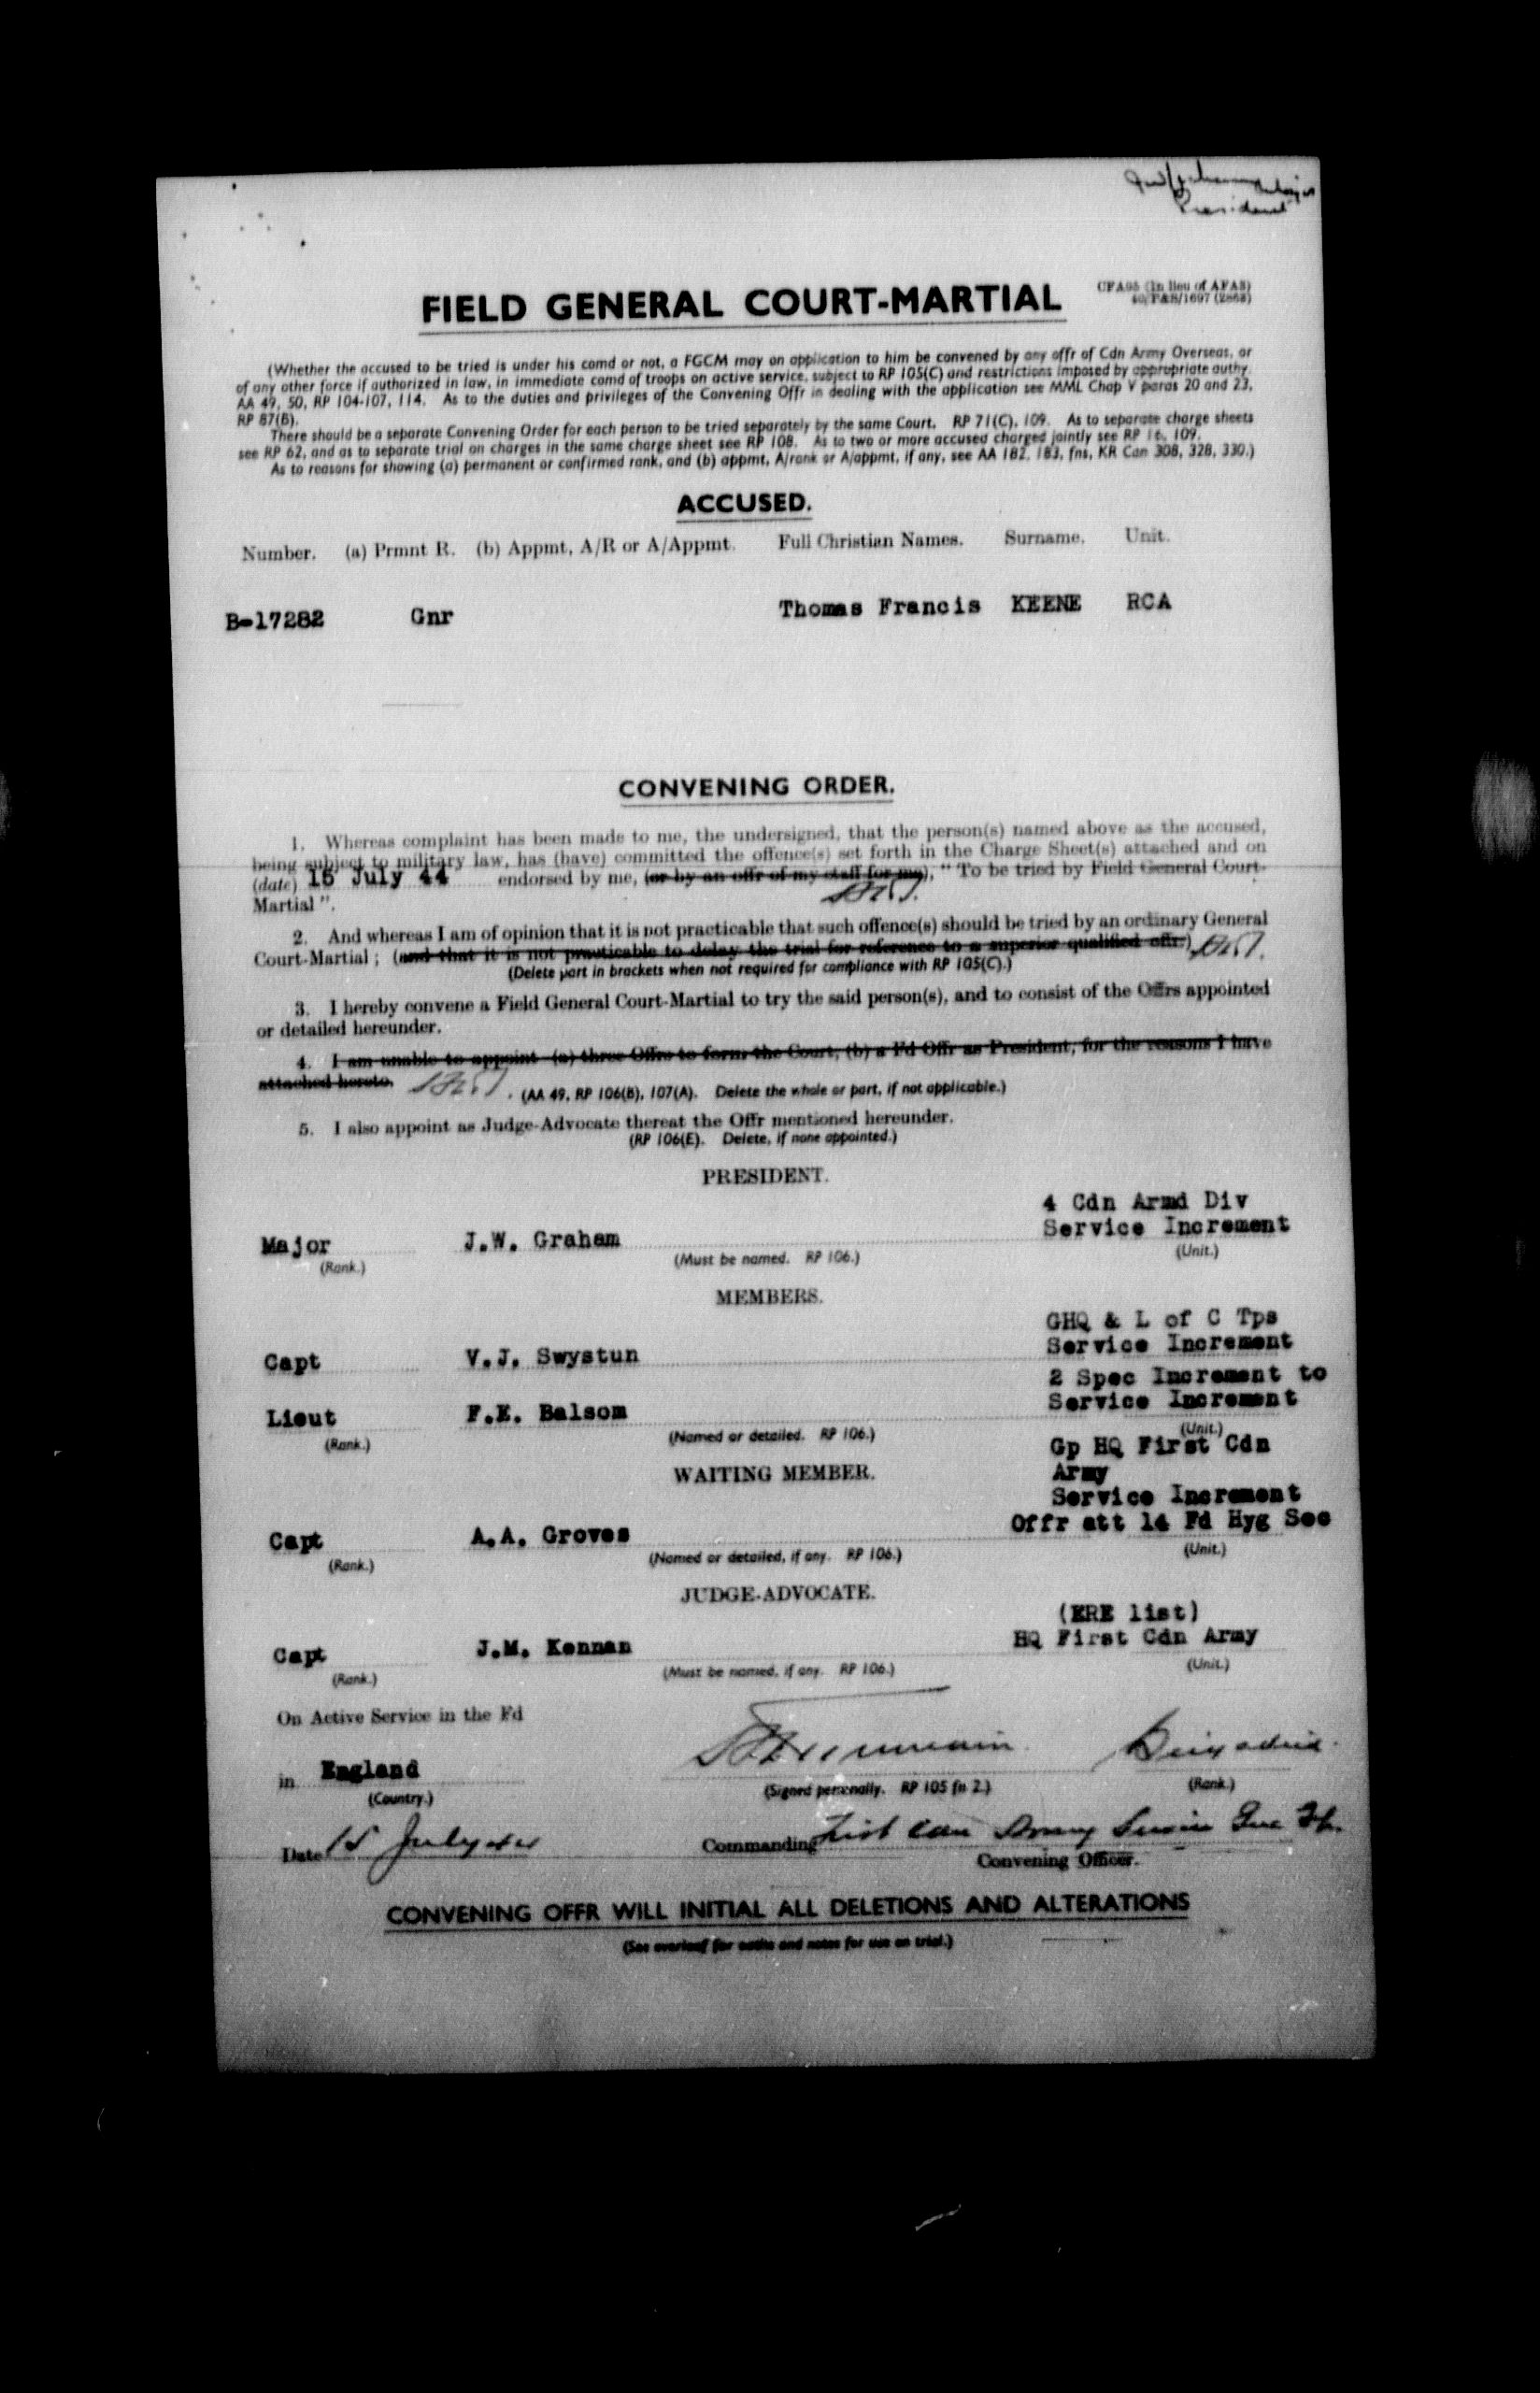 Major
President
FIELD GENERAL COURT-MARTIAL
CFA95 (In lieu of AFA3)
(Whether the accused to be tried is under his comd or not, a FGCM may on application to him be convened by any offr of Cdn Army Overseas, or
of any other force if authorized in law, in immediate comd of troops on active service, subject to RP 105(C) and restrictions imposed by appropriate authy.
AA 49, 50, RP 104-107, 114. As to the duties and privileges of the Convening Offr in dealing with the application see MML Chap V paras 20 and 23,
RP 87(B).
There should be a separate Convening Order for each person to be tried separately by the same Court. RP 71(C), 109. As to separate charge sheets
see RP 62, and as to separate trial on charges in the same charge sheet see RP 108. As to two or more accused charged jointly see RP 16, 109.
As to reasons for showing (a) permanent or confirmed rank, and (b) appmt, A/rank or A/appmt, if any, see AA 182, 183, fns, KR Can 308, 328, 330.)
ACCUSED.
Number. (a) Prmnt R. (b) Appmt, A/R or A/Appmt. Full Christian Names. Surname. Unit.
B-17282 Gnr Thomas Francis KEENE RCA
CONVENING ORDER.
1. Whereas complaint has been made to me, the undersigned, that the person(s) named above as the accused,
being subject to military law, has (have) committed the offence(s) set forth in the Charge Sheet(s) attached and on
(date) 15 July 44 endorsed by me, (or by an offr of my staff for me), "To be tried by Field General Court-
Martial".
2. And whereas I am of opinion that it is not practicable that such offence(s) should be tried by an ordinary General
Court-Martial; (and that it is not practicable to delay the trial for reference to a superior qualified offr.)
(Delete part in brackets when not required for compliance with RP 105(C).)
3. I hereby convene a Field General Court-Martial to try the said person(s), and to consist of the Offrs appointed
or detailed hereunder.
4. I am unable to appoint (a) three Offrs to form the Court, (b) a Fd Offr as President, for the reasons I have
attached hereto. (AA 49, RP 106(B), 107(A). Delete the whole or part, if not applicable.)
5. I also appoint as Judge-Advocate thereat the Offr mentioned hereunder.
(RP 106(E). Delete, if none appointed.)
PRESIDENT.
4 Cdn Armd Div
Major J.W. Graham Service Increment
(Rank.) (Must be named. RP 106.) (Unit.)
MEMBERS.
GHQ & L of C Tps
Capt V.J. Swystun Service Increment
2 Spec Increment to
Lieut F.E. Balsom Service Increment
(Rank.) (Named or detailed. RP 106.) (Unit.)
Gp HQ First Cdn
WAITING MEMBER. Army
Service Increment
Capt A.A. Groves Offr att 14 Fd Hyg Sec
(Rank.) (Named or detailed, if any. RP 106.) (Unit.)
JUDGE-ADVOCATE.
(ERE list)
Capt J.M. Kennan HQ First Cdn Army
(Rank.) (Must be named, if any. RP 106.) (Unit.)
On Active Service in the Fd
in England Brigadier
(Country.) (Signed personally. RP 105 fn 2.) (Rank.)
Date 15 July 44 Commanding First Cdn Army
Convening Officer.
CONVENING OFFR WILL INITIAL ALL DELETIONS AND ALTERATIONS
(See overleaf for oaths and notes for use on trial.)